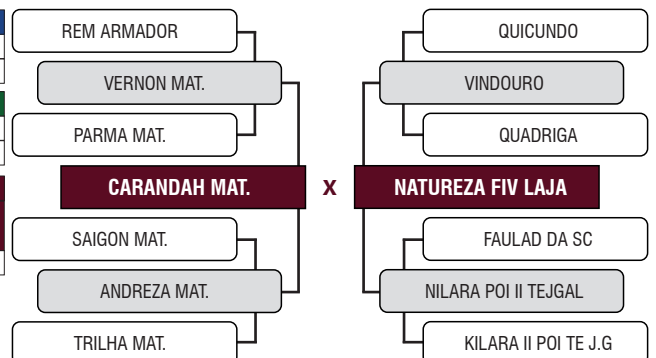 REM ARMADOR
VERNON MAT.
PARMA MAT.
CARANDAH MAT.
SAIGON MAT.
ANDREZA MAT.
TRILHA MAT.
X
QUICUNDO
VINDOURO
QUADRIGA
NATUREZA FIV LAJA
FAULAD DA SC
NILARA POI II TEJGAL
KILARA II POI TE J.G